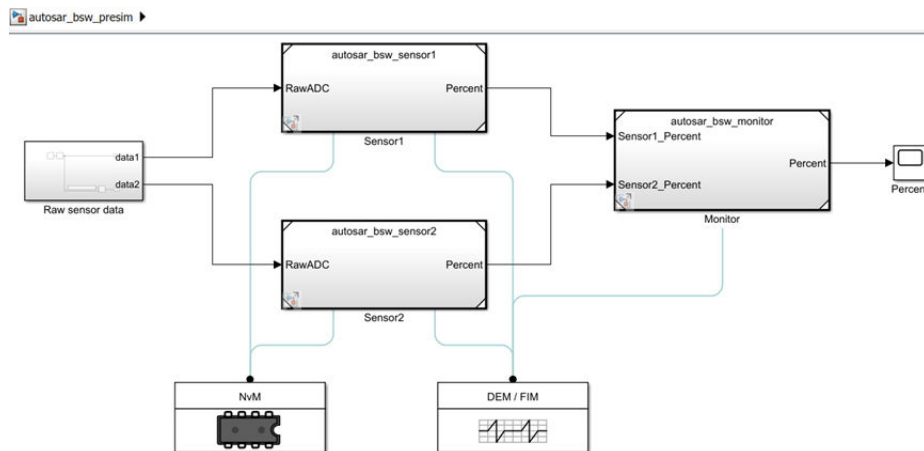 autosar_bsw_presim
autosar_bsw_sensor1
RawADC
Percent
Sensor1
data1
data2
Raw sensor data
autosar_bsw_sensor2
RawADC
Percent
Sensor2
autosar_bsw_monitor
Sensor1_Percent
Percent
Sensor2_Percent
Monitor
Percen
NvM
DEM / FIM